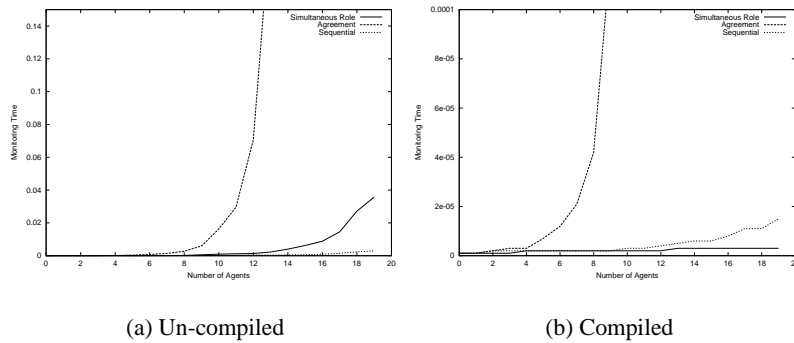 0.14
0.12
0.1
0.08
0.06
0.04
0.02
0
Monitoring Time
0 2 4 6 8 10 12 14 16 18 20
Number of Agents
Simultaneous Role
Agreement
Sequential
(a) Un-compiled
0.0001
8e-05
6e-05
4e-05
2e-05
0
Monitoring Time
0 2 4 6 8 10 12 14 16 18 20
Number of Agents
Simultaneous Role
Agreement
Sequential
(b) Compiled